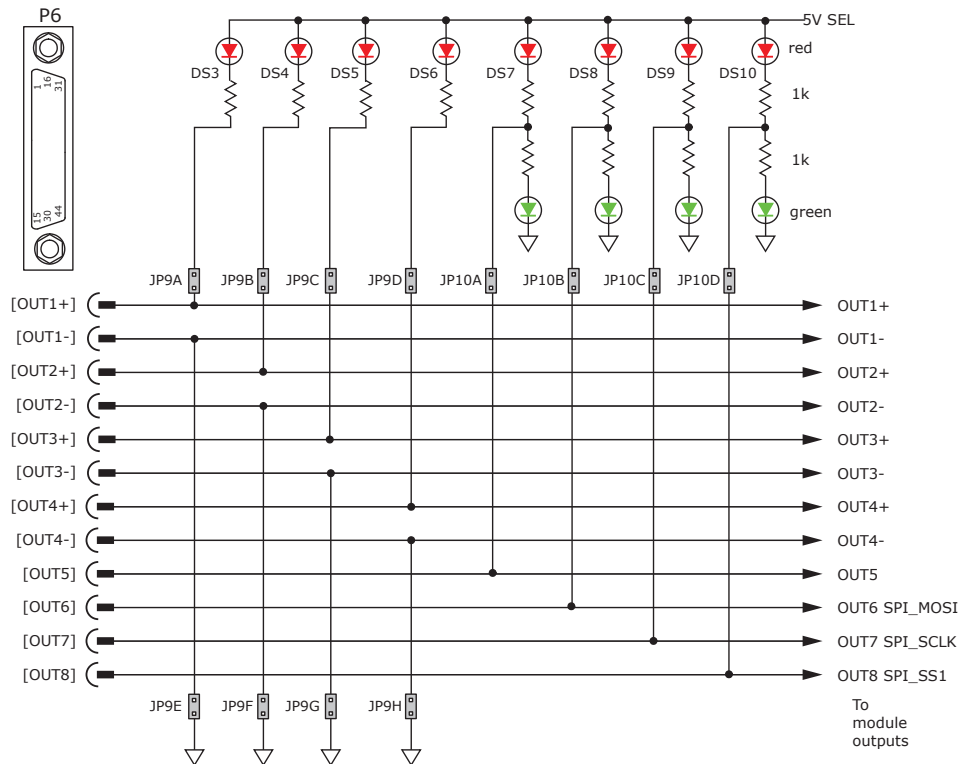 P6
1
16
31
15
30
44
5V SEL
red
DS3
DS4
DS5
DS6
DS7
DS8
DS9
DS10
1k
1k
green
JP9A
JP9B
JP9C
JP9D
JP10A
JP10B
JP10C
JP10D
[OUT1+]
OUT1+
[OUT1-]
OUT1-
[OUT2+]
OUT2+
[OUT2-]
OUT2-
[OUT3+]
OUT3+
[OUT3-]
OUT3-
[OUT4+]
OUT4+
[OUT4-]
OUT4-
[OUT5]
OUT5
[OUT6]
OUT6 SPI_MOSI
[OUT7]
OUT7 SPI_SCLK
[OUT8]
OUT8 SPI_SS1
JP9E
JP9F
JP9G
JP9H
To
module
outputs